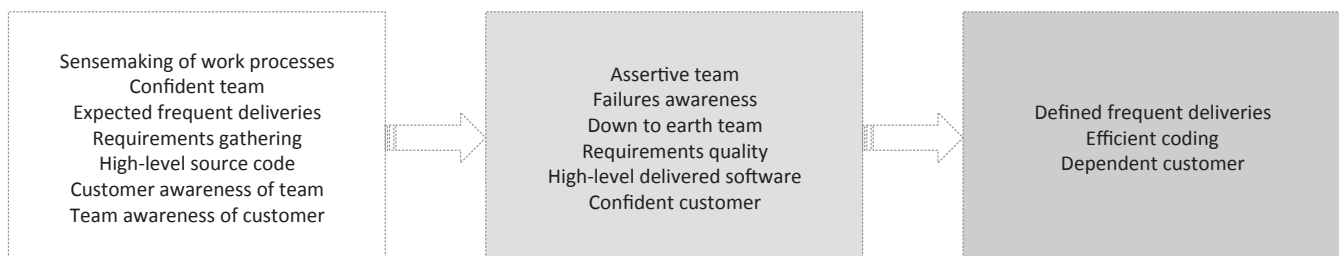 Sensemaking of work processes
Confident team
Expected frequent deliveries
Requirements gathering
High-level source code
Customer awareness of team
Team awareness of customer
Assertive team
Failures awareness
Down to earth team
Requirements quality
High-level delivered software
Confident customer
Defined frequent deliveries
Efficient coding
Dependent customer